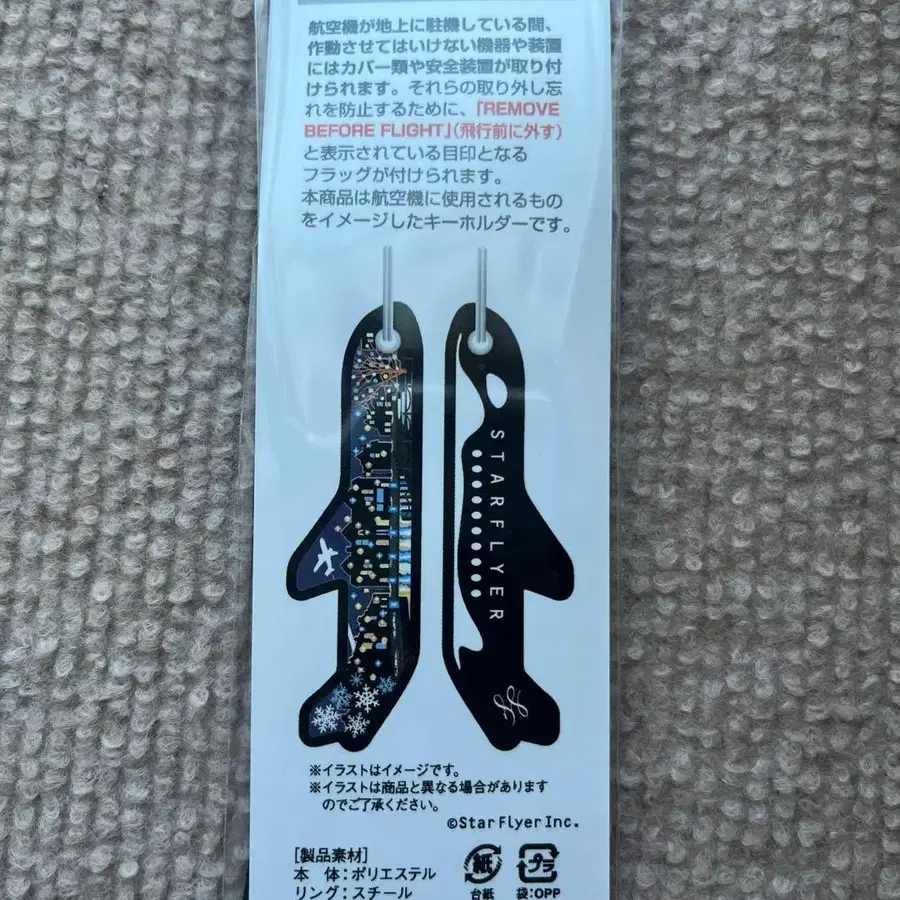 航空機が地上に駐機している間、
作動させてはいけない機器や装置
にはカバー類や安全装置が取り付
けられます。それらの取り外し忘
れを防止するために、「REMOVE
BEFORE FLIGHT」(飛行前に外す)
と表示されている目印となる
フラッグが付けられます。
本商品は航空機に使用されるもの
をイメージしたキーホルダーです。
STARFLYER
SF
※イラストはイメージです。
※イラストは商品と異なる場合があります
のでご了承ください。
©Star Flyer Inc.
[製品素材]
本 体:ポリエステル
リング:スチール
紙
台紙
プラ
袋:OPP